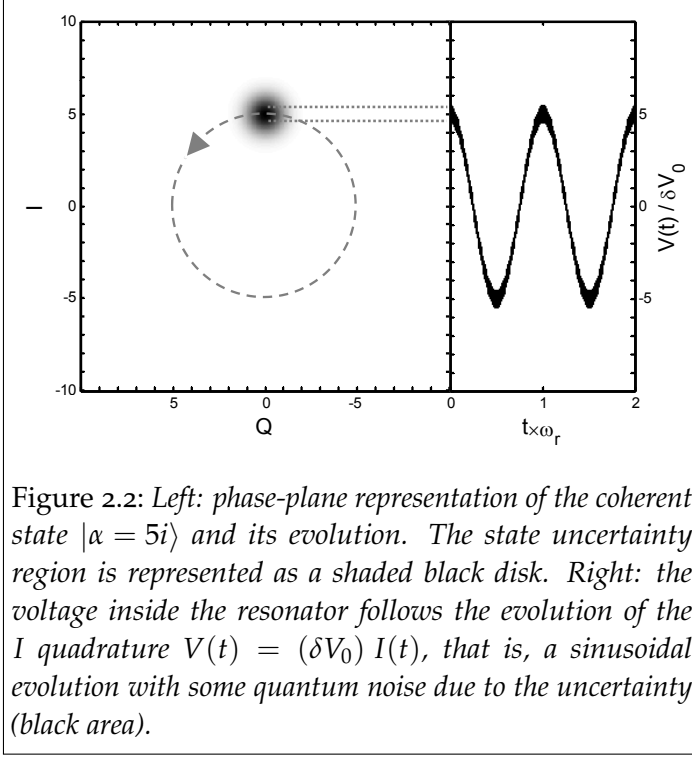 10
5
0
-5
-10
I
5
0
-5
Q
0
1
2
t×ω_r
5
0
-5
V(t) / δV_0
Figure 2.2: Left: phase-plane representation of the coherent
state |α = 5i⟩ and its evolution. The state uncertainty
region is represented as a shaded black disk. Right: the
voltage inside the resonator follows the evolution of the
I quadrature V(t) = (δV_0) I(t), that is, a sinusoidal
evolution with some quantum noise due to the uncertainty
(black area).